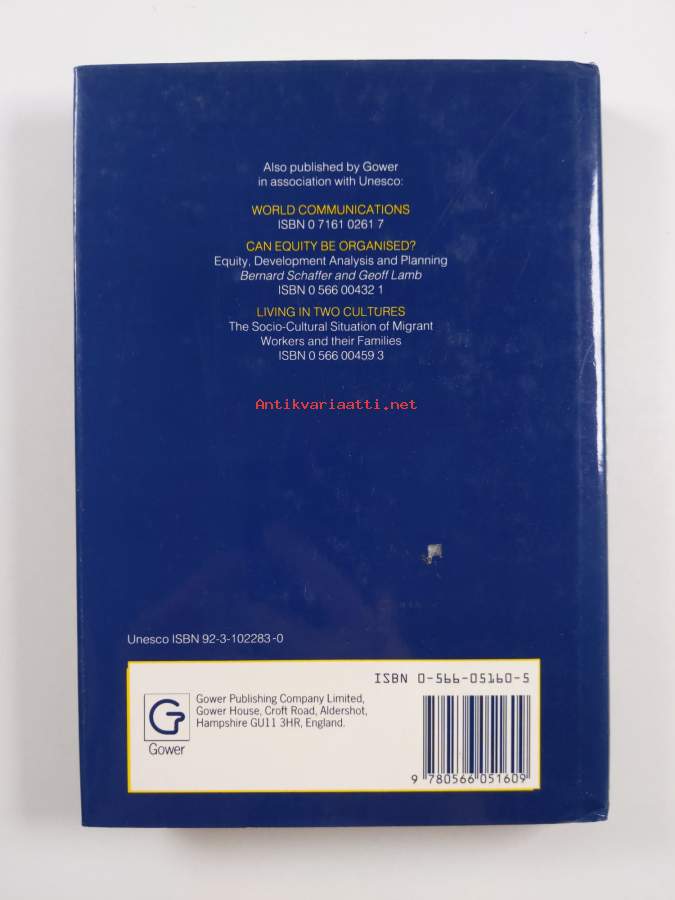 Also published by Gower
in association with Unesco:
WORLD COMMUNICATIONS
ISBN 0 7161 0261 7
CAN EQUITY BE ORGANISED?
Equity, Development Analysis and Planning
Bernard Schaffer and Geoff Lamb
ISBN 0 566 00432 1
LIVING IN TWO CULTURES
The Socio-Cultural Situation of Migrant
Workers and their Families
ISBN 0 566 00459 3
Antikvariaatti.net
Unesco ISBN 92-3-102283-0
ISBN 0-566-05160-5
Gower Publishing Company Limited,
Gower House, Croft Road, Aldershot,
Hampshire GU11 3HR, England.
Gower
9 780566 051609